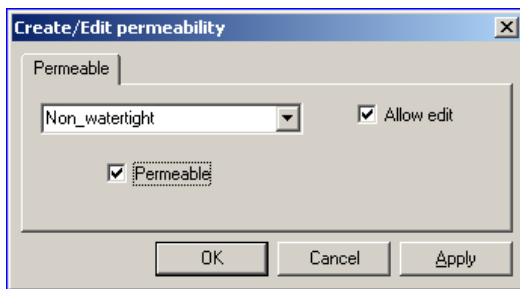 Create/Edit permeability
Permeable
Non_watertight
Allow edit
Permeable
OK
Cancel
Apply